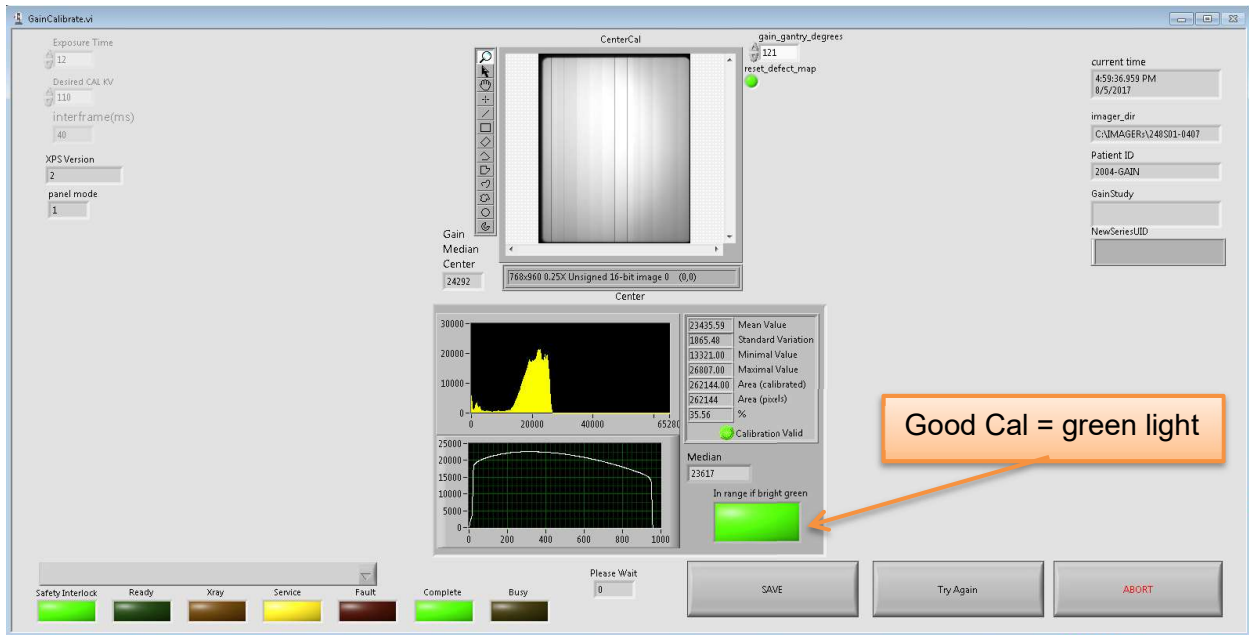 GainCalibrate.vi
Exposure Time
12
Desired CAL KV
110
interframe(ms)
40
XPS Version
2
panel mode
1
CenterCal
gain_gantry_degrees
121
reset_defect_map
current time
4:59:36.959 PM
8/5/2017
imager_dir
C:\IMAGERs\248S01-0407
Patient ID
2004-GAIN
GainStudy
NewSeriesUID
Gain
Median
Center
24292
768x960 0.25X Unsigned 16-bit image 0 (0,0)
Center
30000
20000
10000
0
0 20000 40000 65280
23435.59 Mean Value
1865.48 Standard Variation
13321.00 Minimal Value
26807.00 Maximal Value
262144.00 Area (calibrated)
262144 Area (pixels)
35.56 %
Calibration Valid
25000
20000
15000
10000
5000
0
0 200 400 600 800 1000
Median
23617
In range if bright green
Good Cal = green light
Safety Interlock Ready Xray Service Fault Complete Busy
Please Wait
0
SAVE
Try Again
ABORT